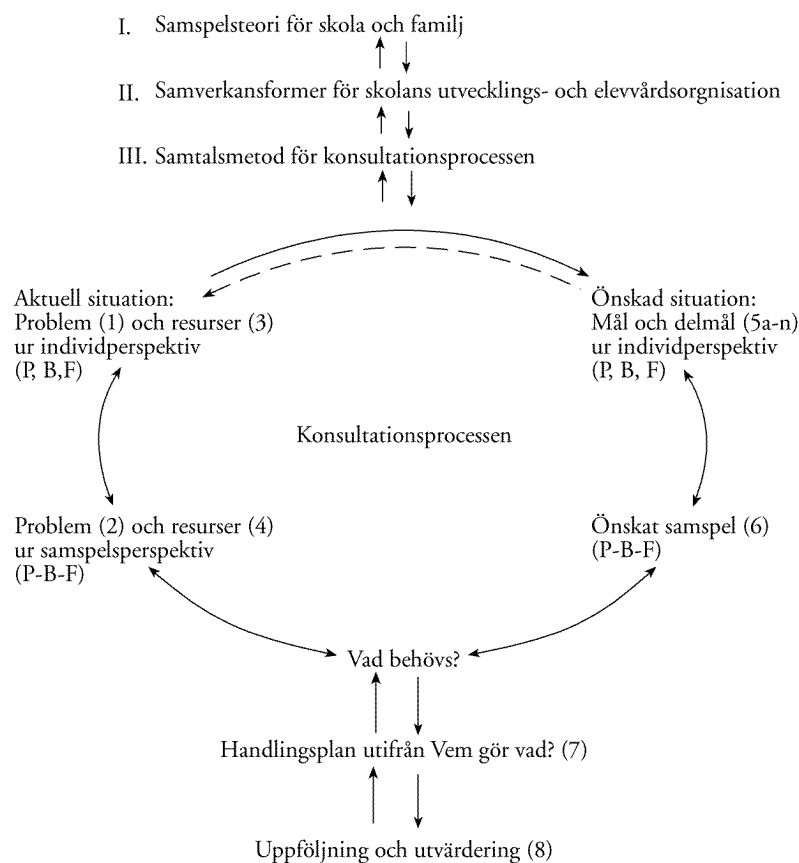 I. Samspelsteori för skola och familj
II. Samverkansformer för skolans utvecklings- och elevvårdsorgnisation
III. Samtalsmetod för konsultationsprocessen
Aktuell situation:
Problem (1) och resurser (3)
ur individperspektiv
(P, B,F)
Önskad situation:
Mål och delmål (5a-n)
ur individperspektiv
(P, B, F)
Konsultationsprocessen
Problem (2) och resurser (4)
ur samspelsperspektiv
(P-B-F)
Önskat samspel (6)
(P-B-F)
Vad behövs?
Handlingsplan utifrån Vem gör vad? (7)
Uppföljning och utvärdering (8)